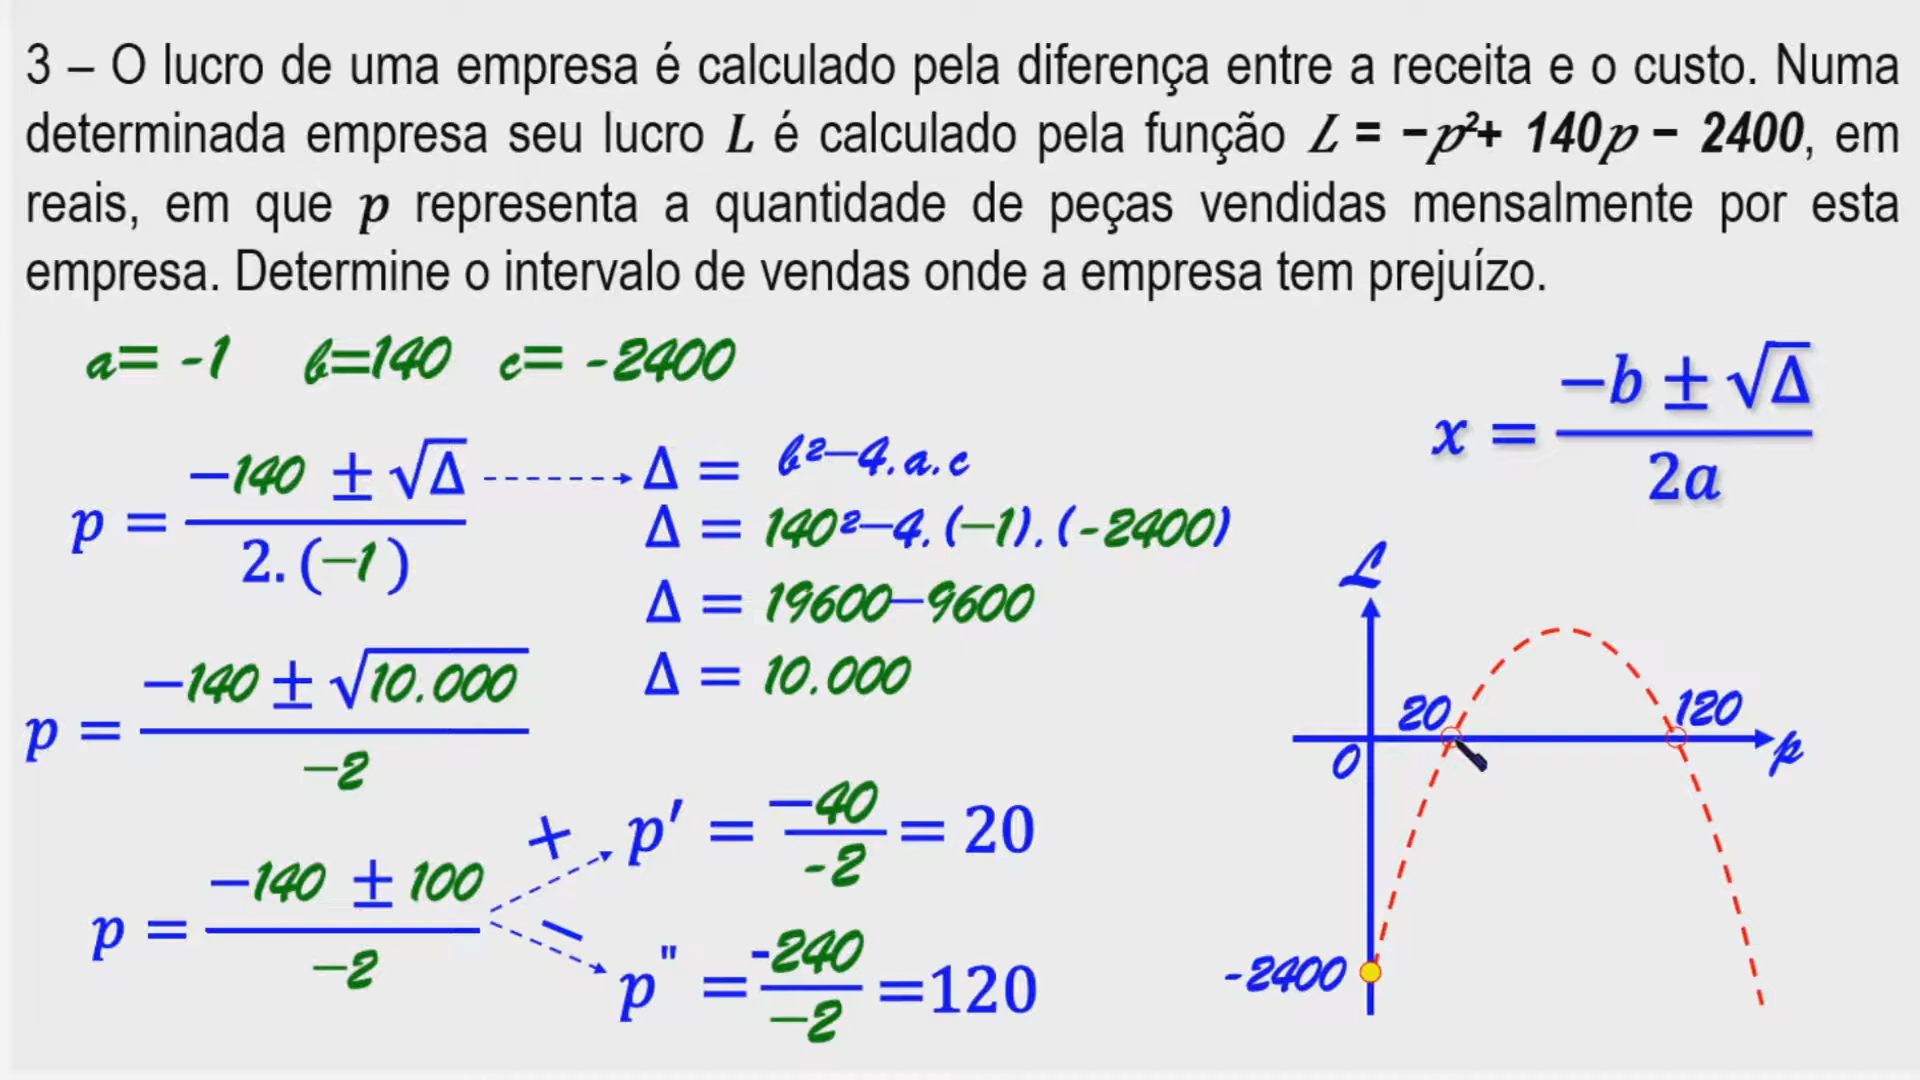 3 – O lucro de uma empresa é calculado pela diferença entre a receita e o custo. Numa
determinada empresa seu lucro L é calculado pela função L = −p²+ 140p − 2400, em
reais, em que p representa a quantidade de peças vendidas mensalmente por esta
empresa. Determine o intervalo de vendas onde a empresa tem prejuízo.
a= -1 b=140 c= -2400
x = (−b ± √Δ) / 2a
p = (−140 ± √Δ) / 2.(−1)
Δ = b²−4.a.c
Δ = 140²−4.(−1).(-2400)
Δ = 19600−9600
Δ = 10.000
p = (−140 ± √10.000) / −2
p = (−140 ± 100) / −2
+
p′ = −40 / -2 = 20
−
p" = -240 / −2 =120
L
20
120
0
p
-2400